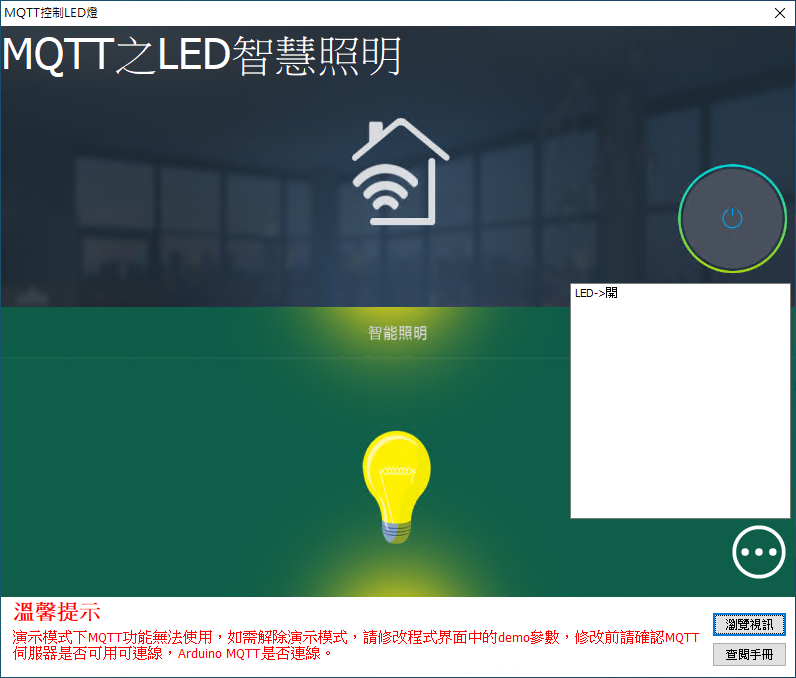 MQTT控制LED燈
MQTT之LED智慧照明
LED->開
智能照明
溫馨提示
演示模式下MQTT功能無法使用，如需解除演示模式，請修改程式界面中的demo參數，修改前請確認MQTT
伺服器是否可用可連線，Arduino MQTT是否連線。
瀏覽視訊
查閱手冊